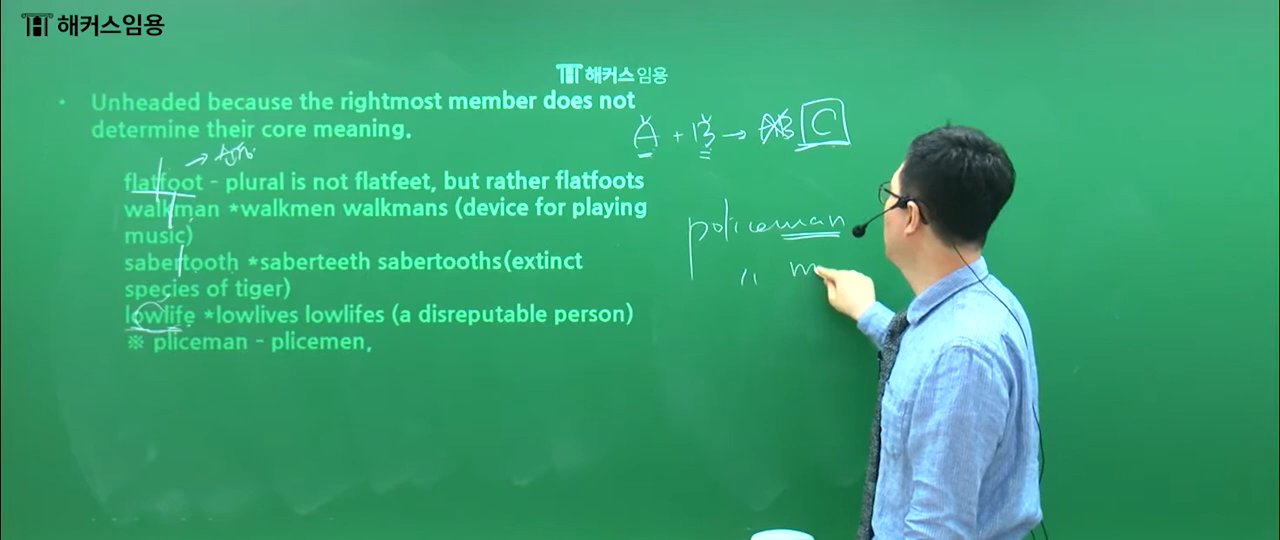 해커스임용
해커스임용
• Unheaded because the rightmost member does not
determine their core meaning.
flatfoot - plural is not flatfeet, but rather flatfoots
walkman *walkmen walkmans (device for playing
music)
sabertooth *saberteeth sabertooths(extinct
species of tiger)
lowlife *lowlives lowlifes (a disreputable person)
※ pliceman - plicemen.
A + B → AB C
policeman
" m